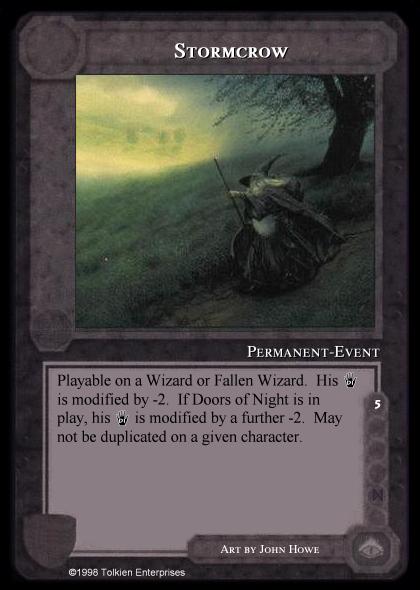 Stormcrow
Permanent-Event
Playable on a Wizard or Fallen Wizard. His
is modified by -2. If Doors of Night is in
play, his is modified by a further -2. May
not be duplicated on a given character.
5
Art by John Howe
©1998 Tolkien Enterprises